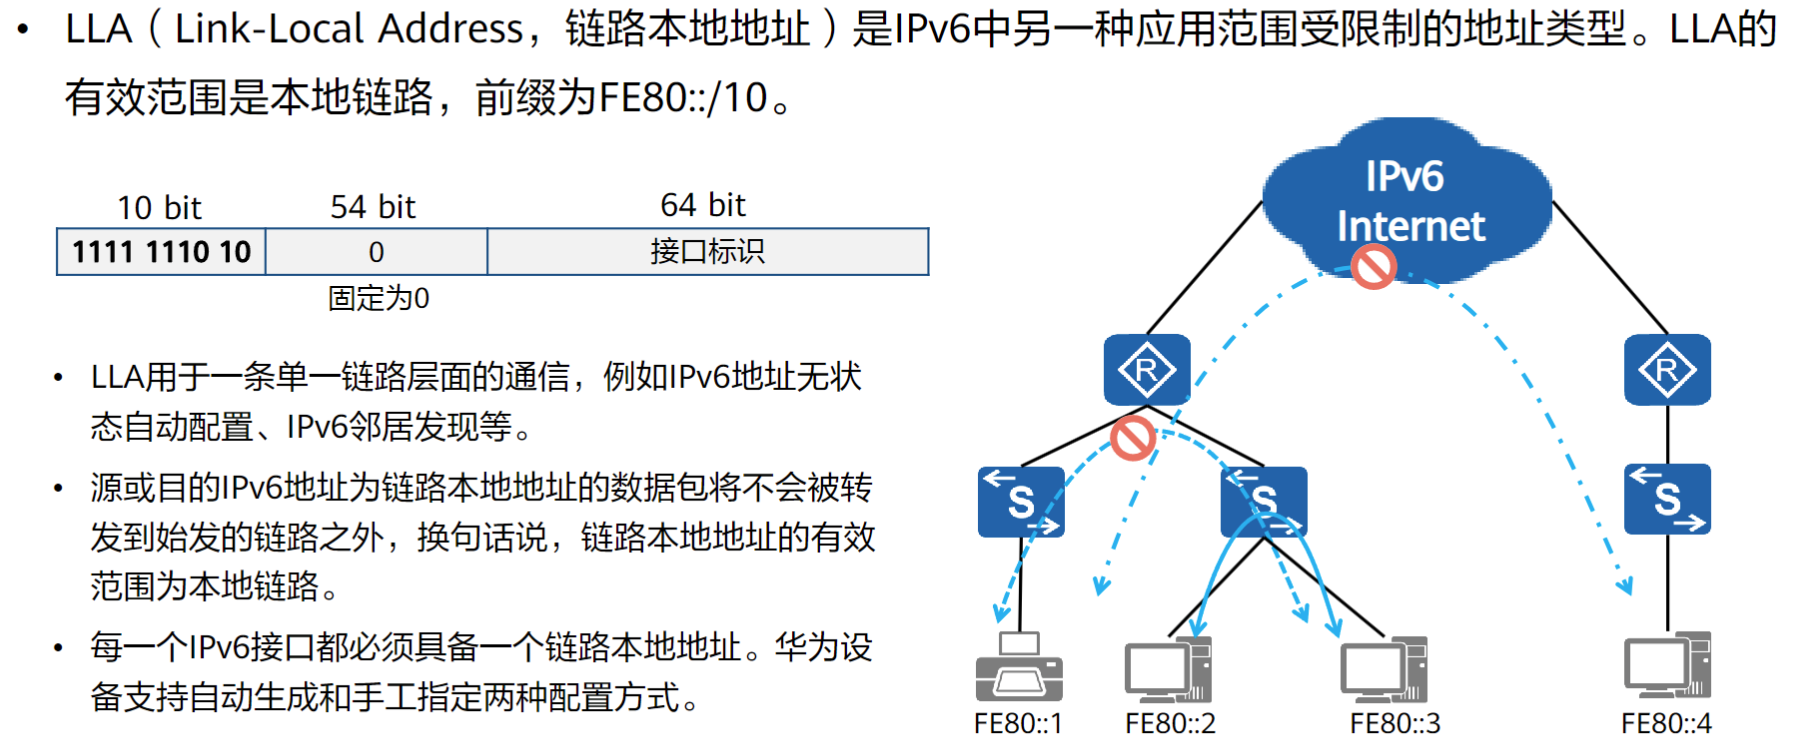 • LLA（Link-Local Address，链路本地地址）是IPv6中另一种应用范围受限制的地址类型。LLA的
有效范围是本地链路，前缀为FE80::/10。
10 bit 54 bit 64 bit
1111 1110 10 0 接口标识
固定为0
• LLA用于一条单一链路层面的通信，例如IPv6地址无状
态自动配置、IPv6邻居发现等。
• 源或目的IPv6地址为链路本地地址的数据包将不会被转
发到始发的链路之外，换句话说，链路本地地址的有效
范围为本地链路。
• 每一个IPv6接口都必须具备一个链路本地地址。华为设
备支持自动生成和手工指定两种配置方式。
IPv6
Internet
R R
S S S
FE80::1 FE80::2 FE80::3 FE80::4